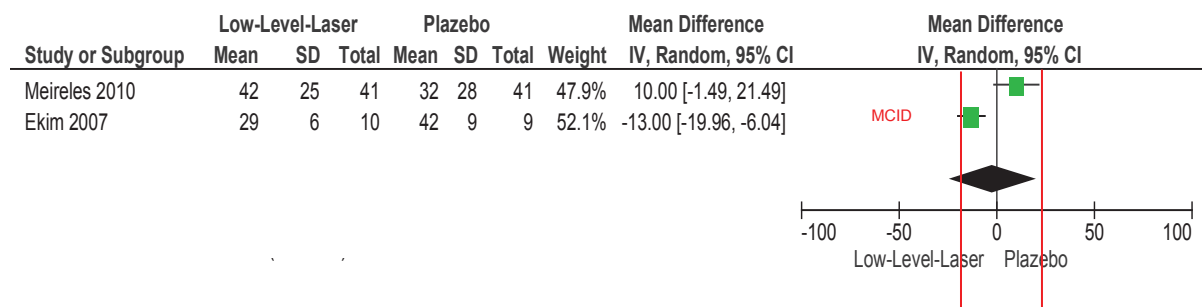 Low-Level-Laser Plazebo Mean Difference Mean Difference
Study or Subgroup Mean SD Total Mean SD Total Weight IV, Random, 95% CI IV, Random, 95% CI
Meireles 2010 42 25 41 32 28 41 47.9% 10.00 [-1.49, 21.49]
Ekim 2007 29 6 10 42 9 9 52.1% -13.00 [-19.96, -6.04] MCID
-100 -50 0 50 100
Low-Level-Laser Plazebo